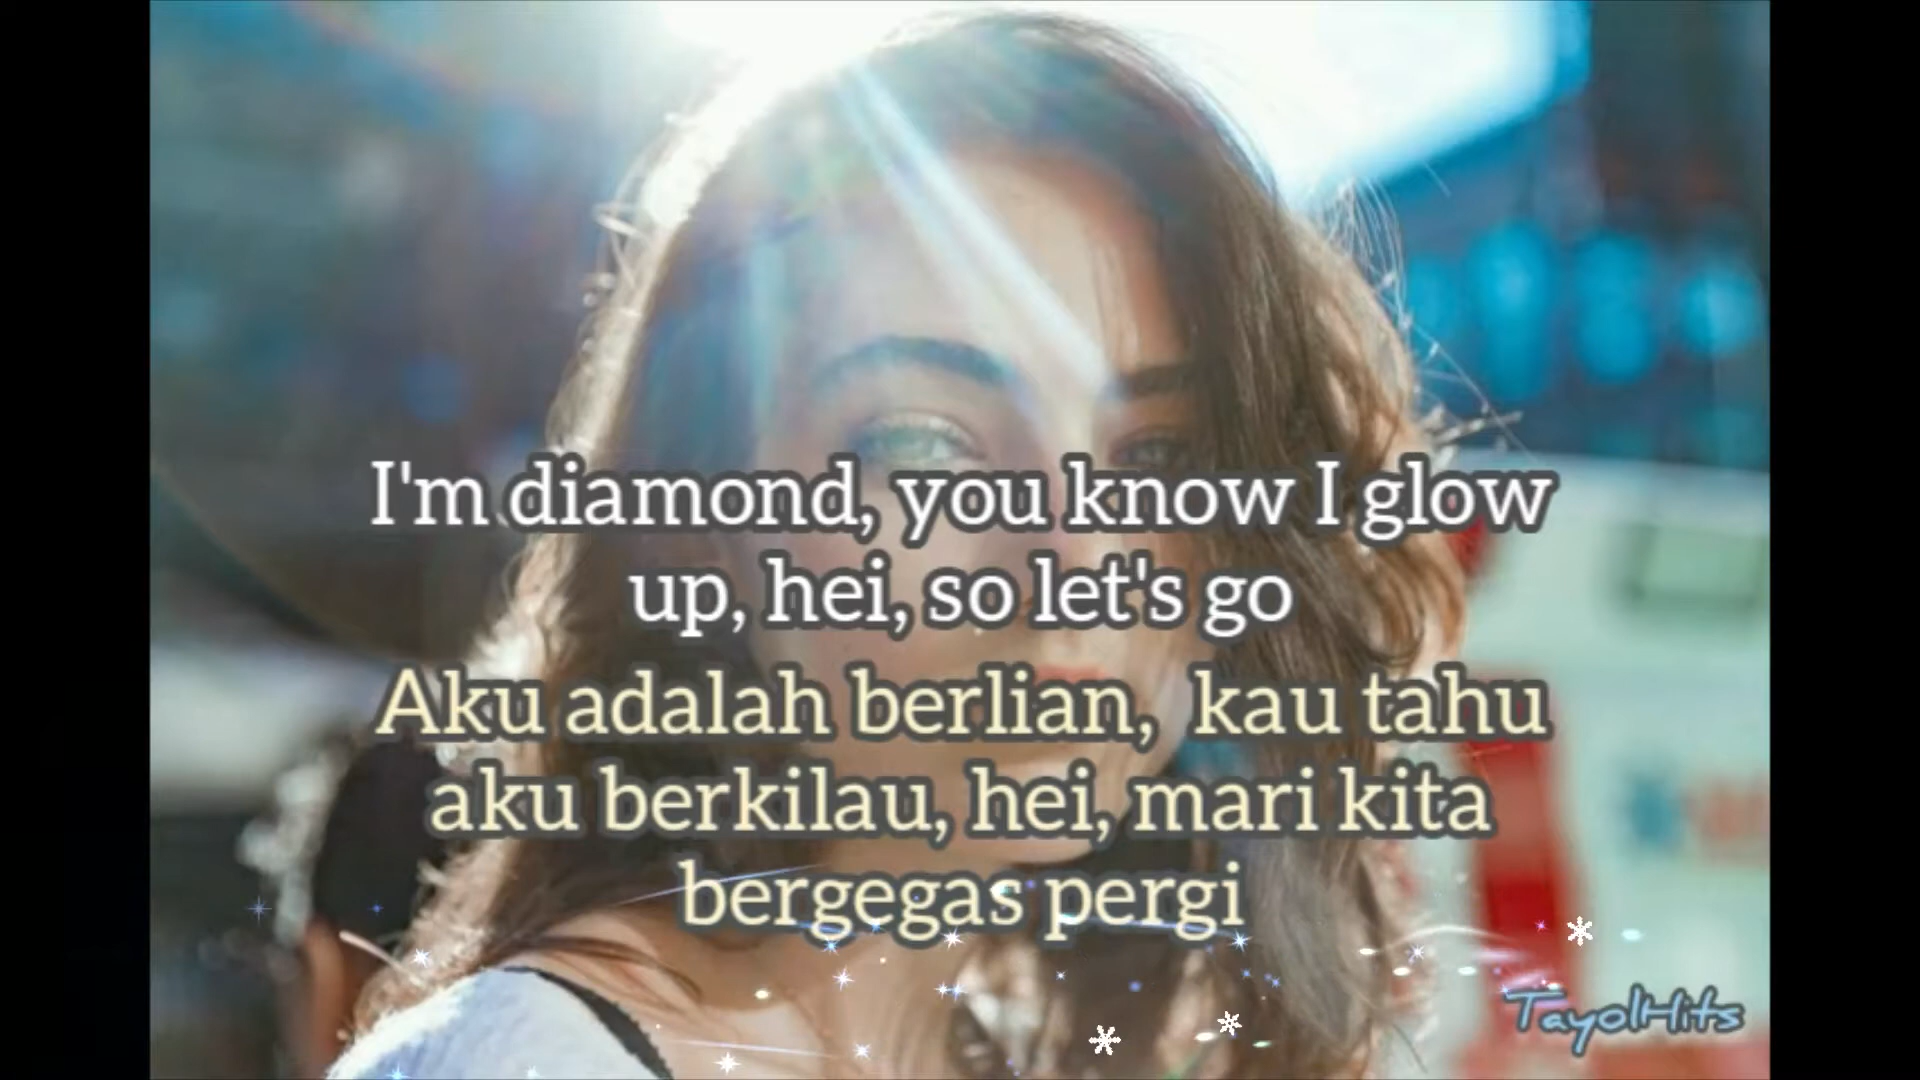 I'm diamond, you know I glow
up, hei, so let's go
Aku adalah berlian, kau tahu
aku berkilau, hei, mari kita
bergegas pergi
TayolHits